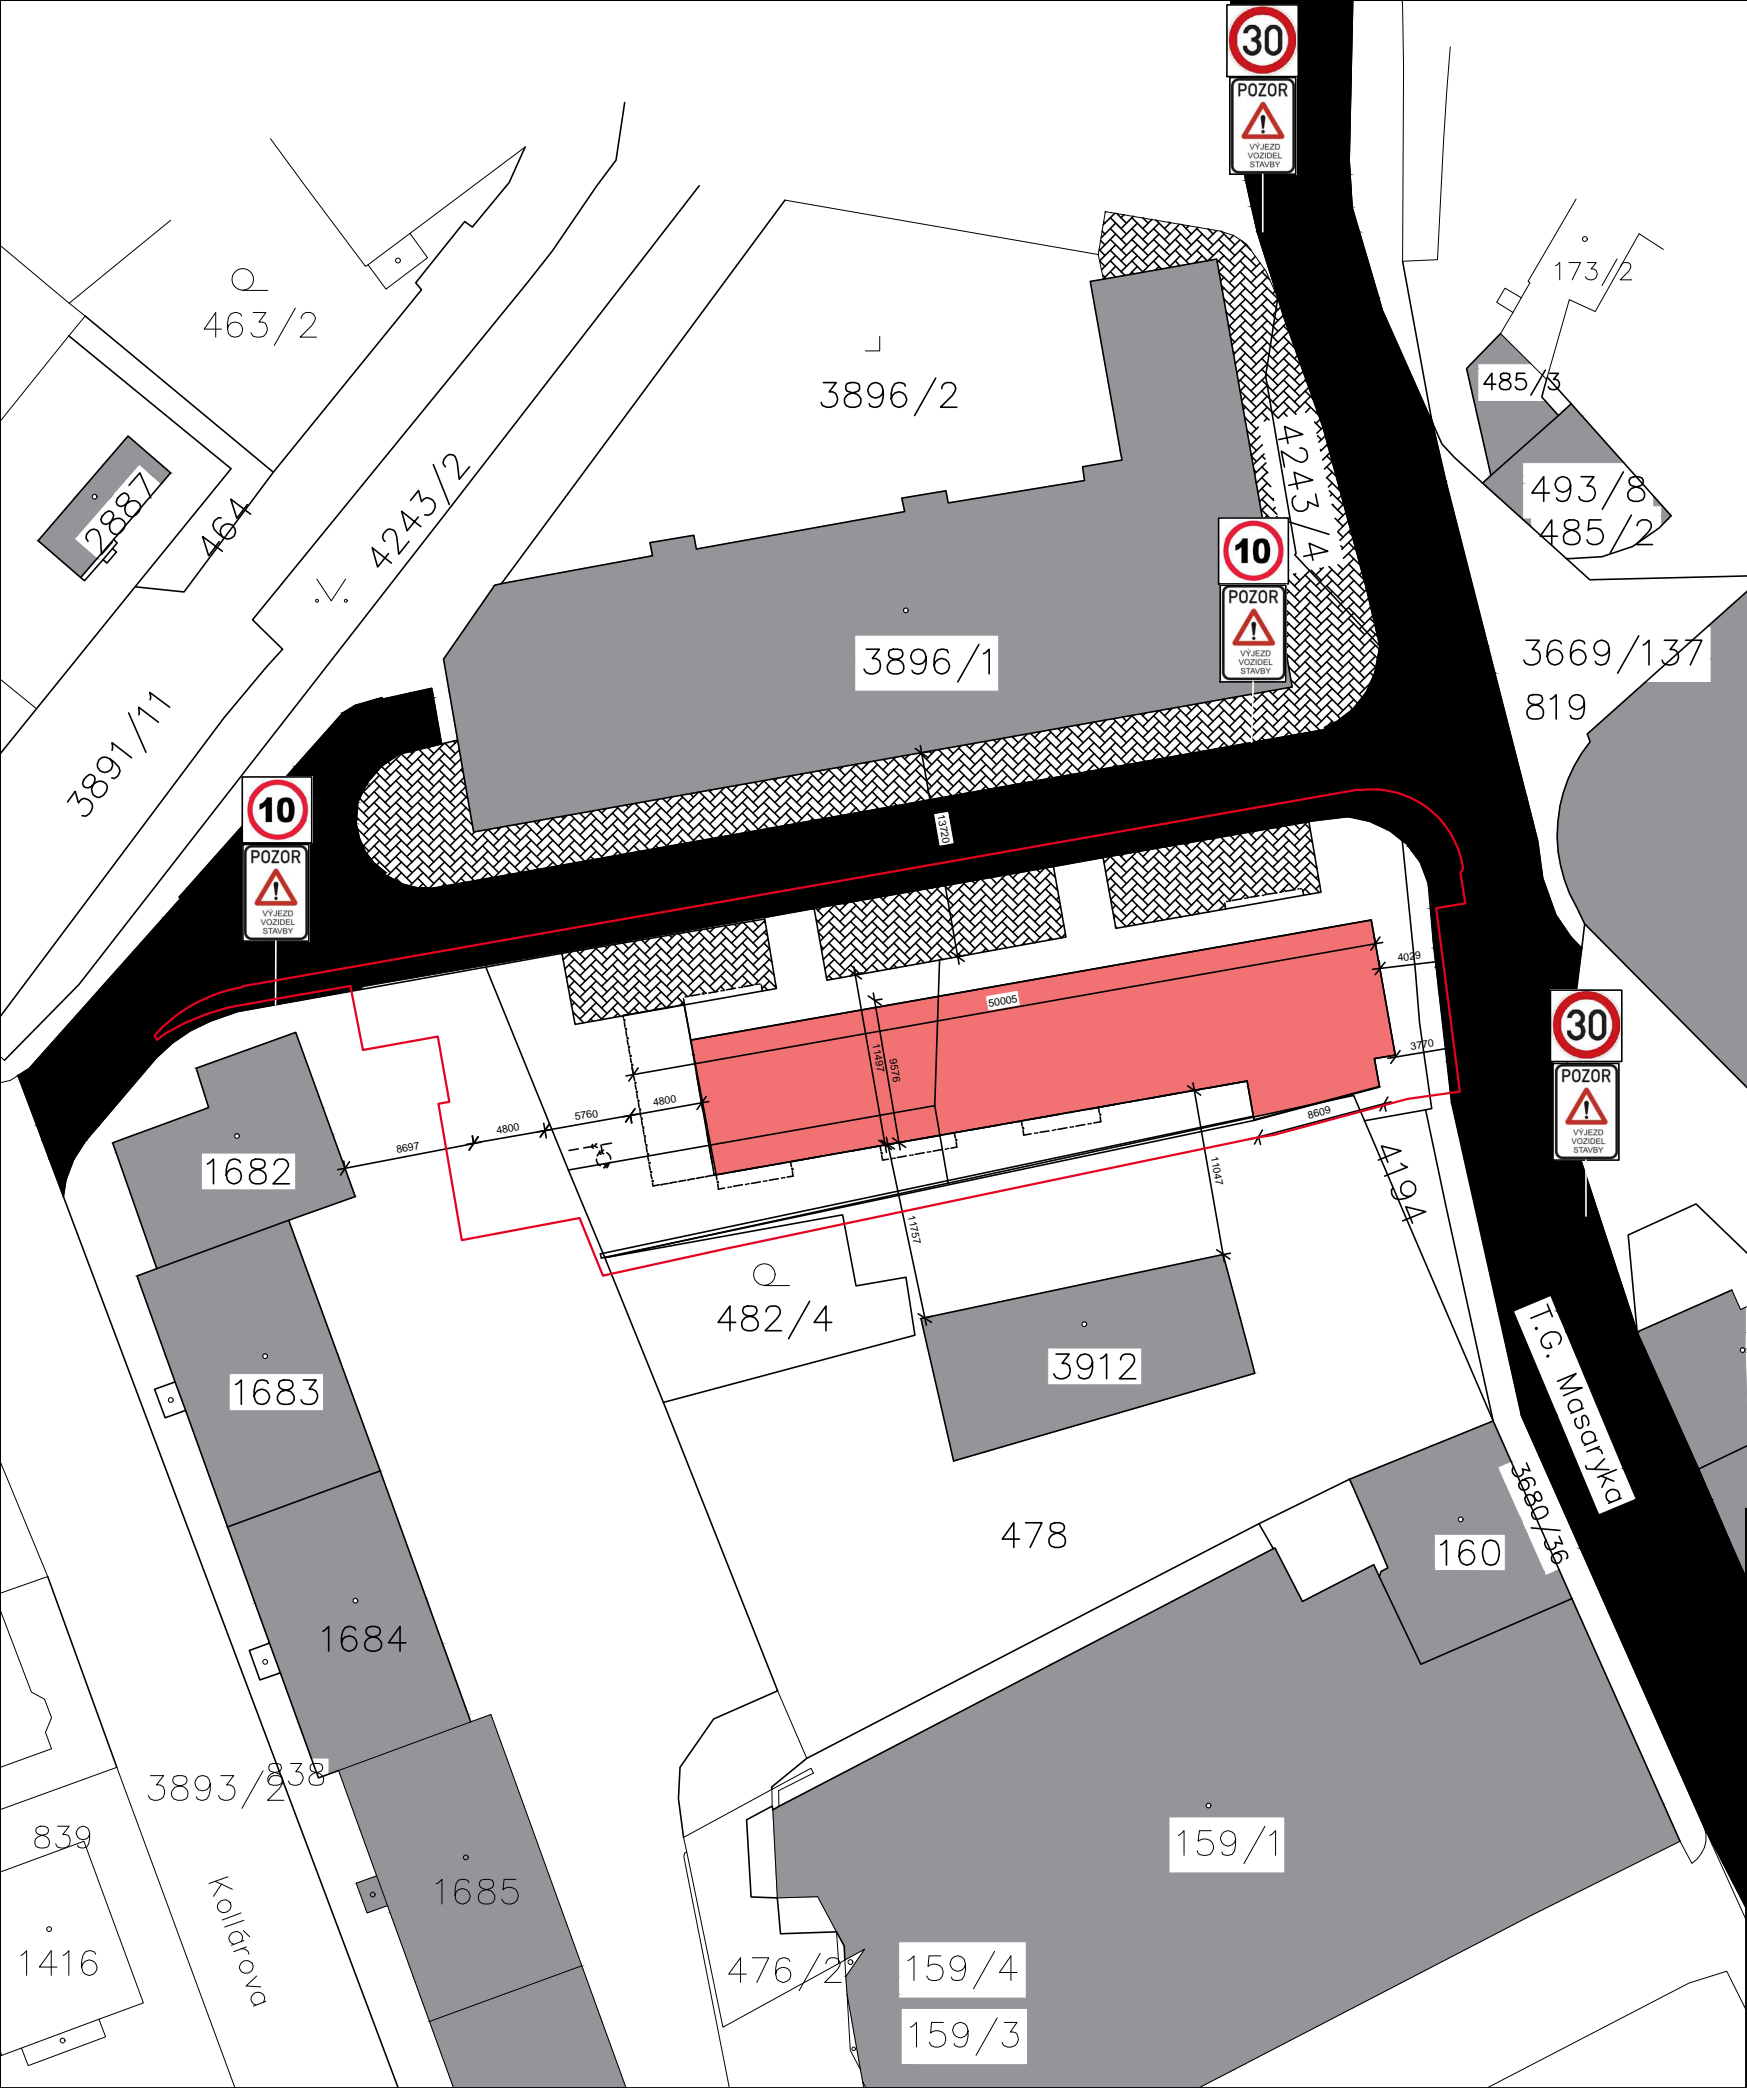 30
POZOR
VÝJEZD
VOZIDEL
STAVBY
463/2
173/2
3896/2
485/3
4243/4
4243/2
2887
464
493/8
485/2
10
POZOR
VÝJEZD
VOZIDEL
STAVBY
3896/1
3669/137
819
3891/11
10
POZOR
VÝJEZD
VOZIDEL
STAVBY
13720
4029
50005
30
POZOR
VÝJEZD
VOZIDEL
STAVBY
11497
9576
3770
4800
5760
4800
8697
8609
1682
11047
4194
11757
482/4
3912
T.G. Masaryka
1683
3680/36
478
160
1684
838
3893/2
839
159/1
1685
Kollárova
1416
476/2
159/4
159/3